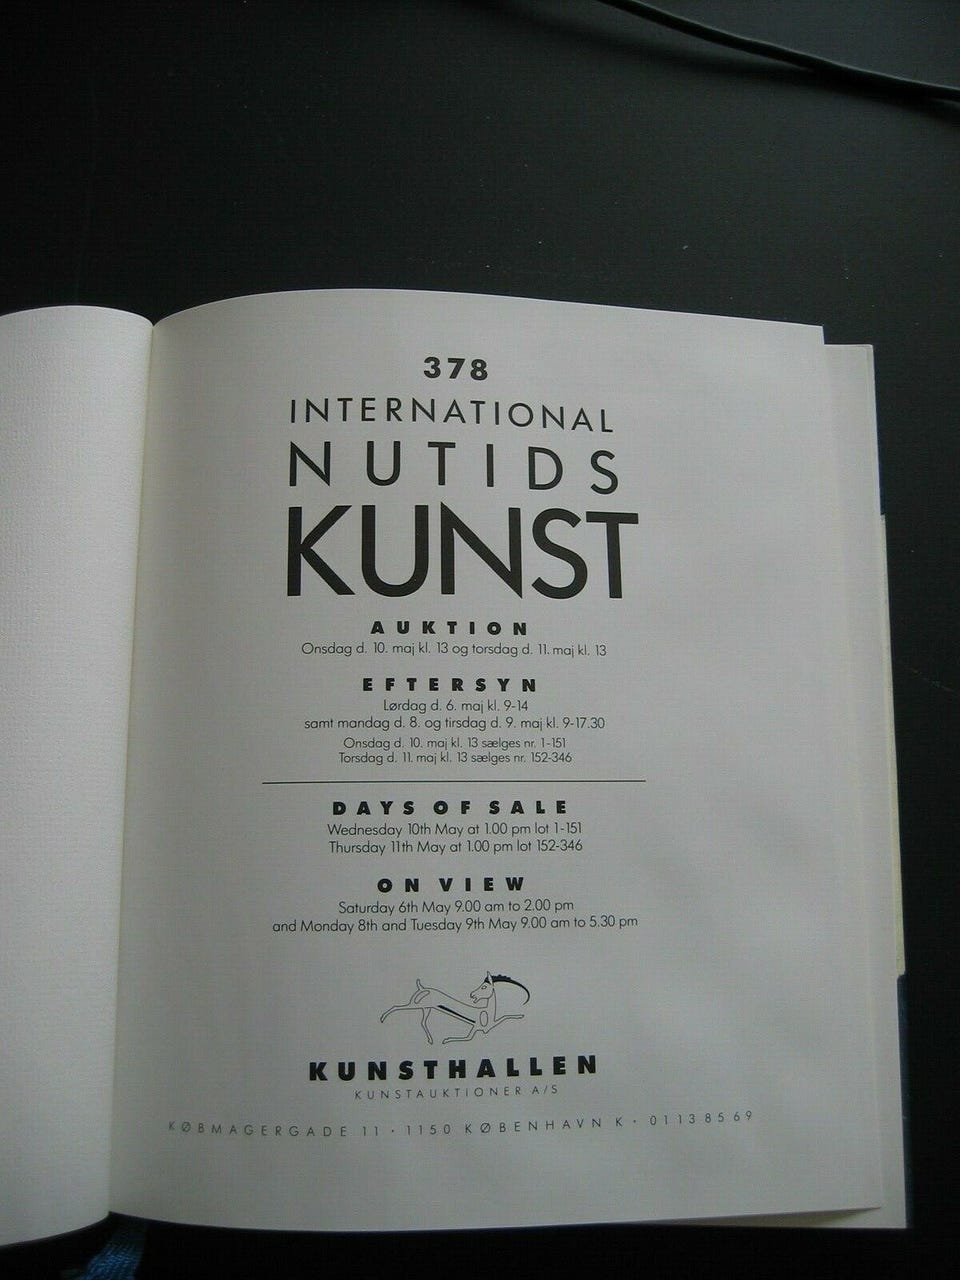 378
INTERNATIONAL
NUTIDS
KUNST
AUKTION
Onsdag d. 10. maj kl. 13 og torsdag d. 11. maj kl. 13
EFTERSYN
Lørdag d. 6. maj kl. 9-14
samt mandag d. 8. og tirsdag d. 9. maj kl. 9-17.30
Onsdag d. 10. maj kl. 13 sælges nr. 1-151
Torsdag d. 11. maj kl. 13 sælges nr. 152-346
DAYS OF SALE
Wednesday 10th May at 1.00 pm lot 1-151
Thursday 11th May at 1.00 pm lot 152-346
ON VIEW
Saturday 6th May 9.00 am to 2.00 pm
and Monday 8th and Tuesday 9th May 9.00 am to 5.30 pm
KUNSTHALLEN
KUNSTAUKTIONER A/S
KØBMAGERGADE 11 · 1150 KØBENHAVN K · 01 13 85 69